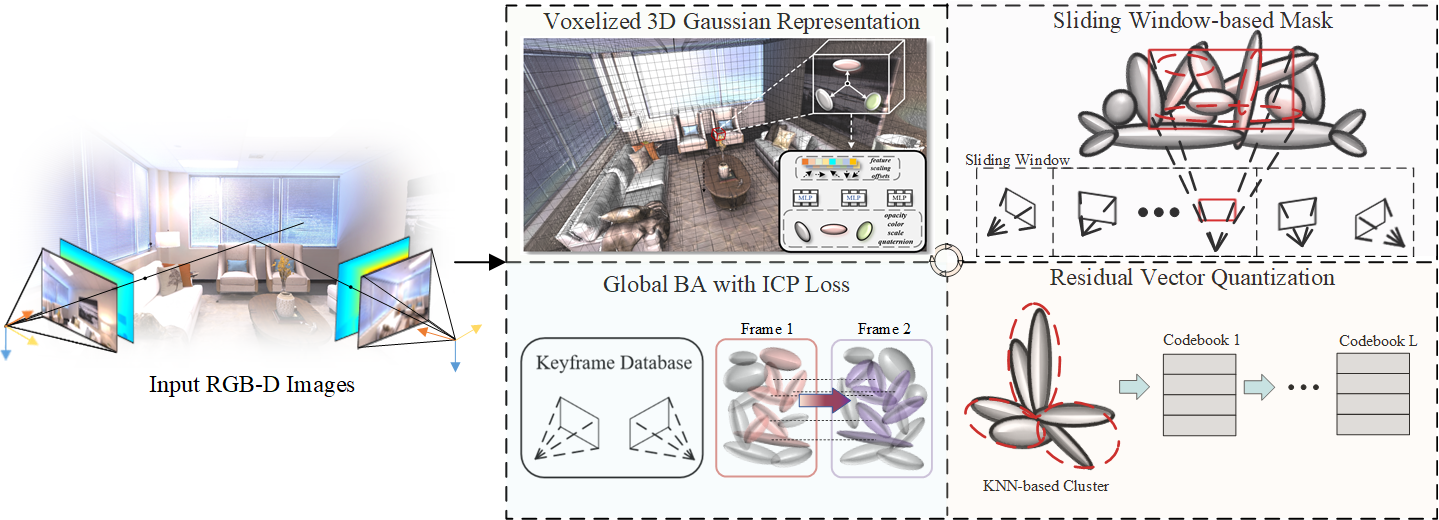 Input RGB-D Images
Voxelized 3D Gaussian Representation
feature
scaling
offsets
MLP
MLP
MLP
opacity
color
scale
quaternion
Sliding Window-based Mask
Sliding Window
Global BA with ICP Loss
Keyframe Database
Frame 1
Frame 2
Residual Vector Quantization
KNN-based Cluster
Codebook 1
Codebook L